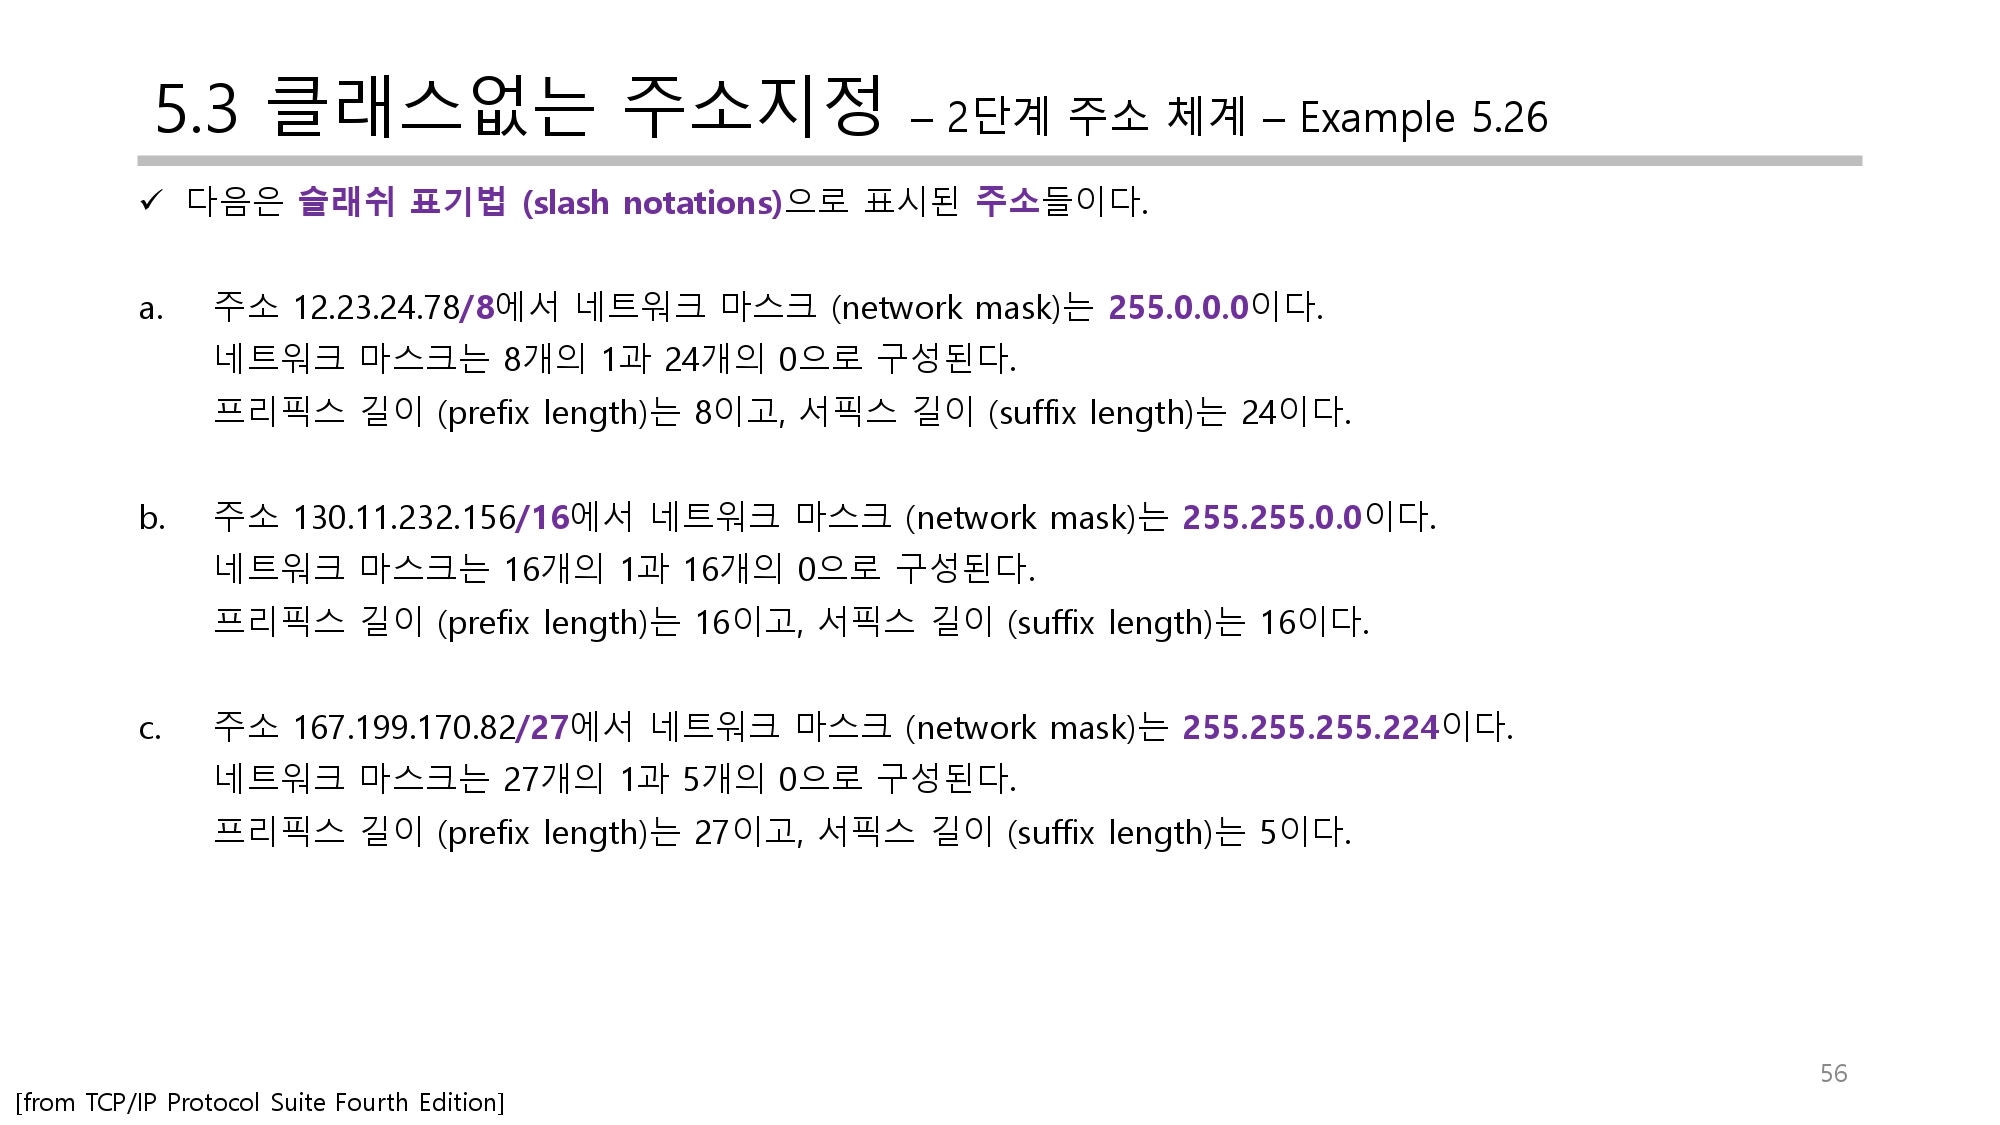 5.3 클래스없는 주소지정 – 2단계 주소 체계 – Example 5.26
✓ 다음은 슬래쉬 표기법 (slash notations)으로 표시된 주소들이다.
a. 주소 12.23.24.78/8에서 네트워크 마스크 (network mask)는 255.0.0.0이다.
네트워크 마스크는 8개의 1과 24개의 0으로 구성된다.
프리픽스 길이 (prefix length)는 8이고, 서픽스 길이 (suffix length)는 24이다.
b. 주소 130.11.232.156/16에서 네트워크 마스크 (network mask)는 255.255.0.0이다.
네트워크 마스크는 16개의 1과 16개의 0으로 구성된다.
프리픽스 길이 (prefix length)는 16이고, 서픽스 길이 (suffix length)는 16이다.
c. 주소 167.199.170.82/27에서 네트워크 마스크 (network mask)는 255.255.255.224이다.
네트워크 마스크는 27개의 1과 5개의 0으로 구성된다.
프리픽스 길이 (prefix length)는 27이고, 서픽스 길이 (suffix length)는 5이다.
56
[from TCP/IP Protocol Suite Fourth Edition]